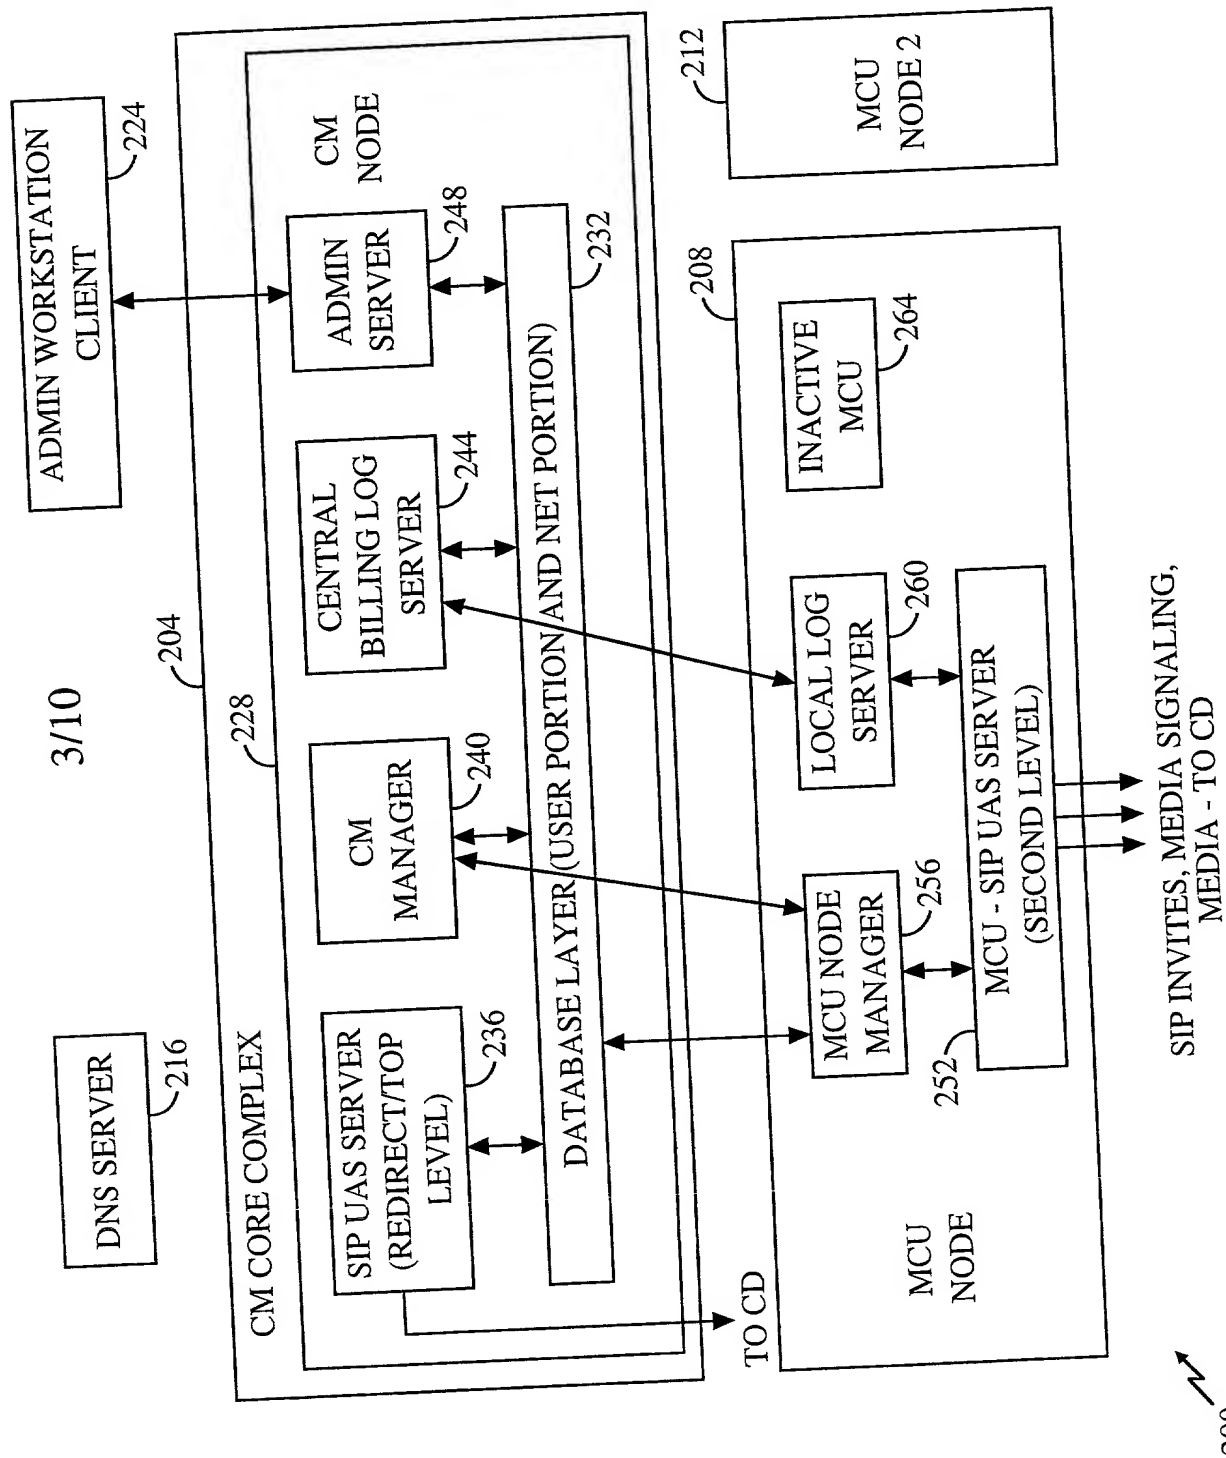 3/10
DNS SERVER
216
ADMIN WORKSTATION
CLIENT
224
204
CM CORE COMPLEX
228
SIP UAS SERVER
(REDIRECT/TOP
LEVEL)
236
CM
MANAGER
240
CENTRAL
BILLING LOG
SERVER
244
ADMIN
SERVER
248
CM
NODE
DATABASE LAYER (USER PORTION AND NET PORTION)
232
TO CD
208
212
MCU
NODE
MCU NODE
MANAGER
256
LOCAL LOG
SERVER
260
INACTIVE
MCU
264
MCU
NODE 2
252
MCU - SIP UAS SERVER
(SECOND LEVEL)
SIP INVITES, MEDIA SIGNALING,
MEDIA - TO CD